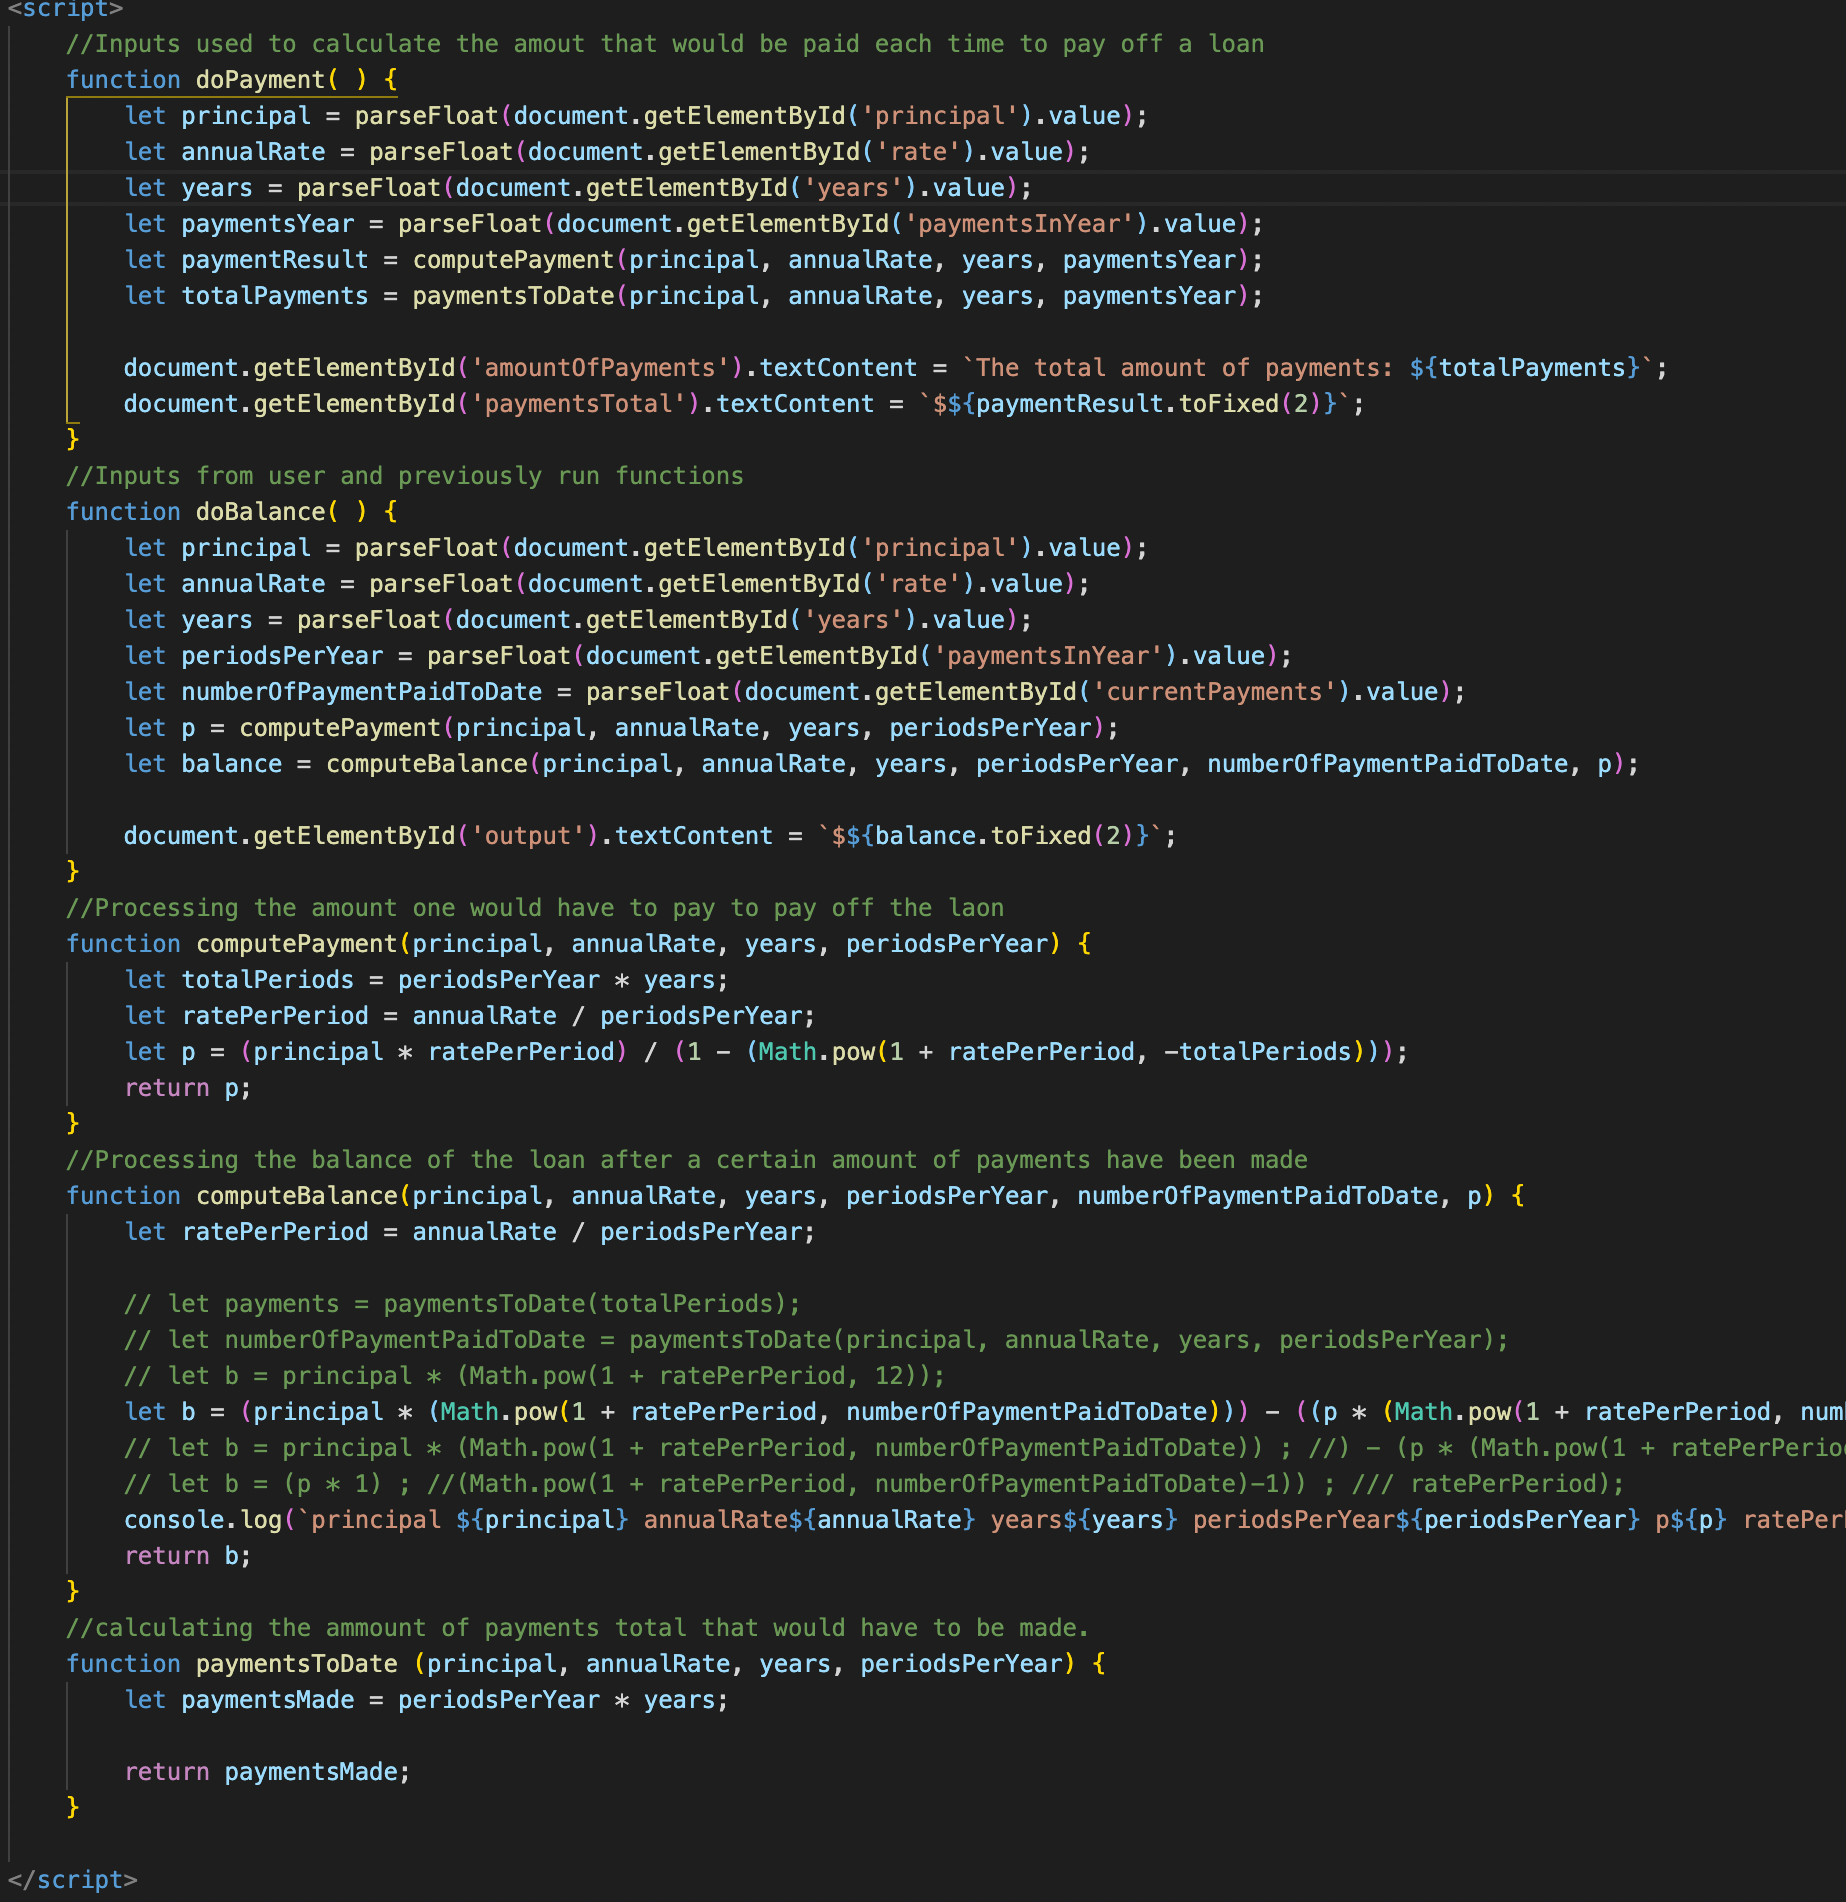 <script>
//Inputs used to calculate the amout that would be paid each time to pay off a loan
function doPayment( ) {
let principal = parseFloat(document.getElementById('principal').value);
let annualRate = parseFloat(document.getElementById('rate').value);
let years = parseFloat(document.getElementById('years').value);
let paymentsYear = parseFloat(document.getElementById('paymentsInYear').value);
let paymentResult = computePayment(principal, annualRate, years, paymentsYear);
let totalPayments = paymentsToDate(principal, annualRate, years, paymentsYear);
document.getElementById('amountOfPayments').textContent = `The total amount of payments: ${totalPayments}`;
document.getElementById('paymentsTotal').textContent = `$${paymentResult.toFixed(2)}`;
}
//Inputs from user and previously run functions
function doBalance( ) {
let principal = parseFloat(document.getElementById('principal').value);
let annualRate = parseFloat(document.getElementById('rate').value);
let years = parseFloat(document.getElementById('years').value);
let periodsPerYear = parseFloat(document.getElementById('paymentsInYear').value);
let numberOfPaymentPaidToDate = parseFloat(document.getElementById('currentPayments').value);
let p = computePayment(principal, annualRate, years, periodsPerYear);
let balance = computeBalance(principal, annualRate, years, periodsPerYear, numberOfPaymentPaidToDate, p);
document.getElementById('output').textContent = `$${balance.toFixed(2)}`;
}
//Processing the amount one would have to pay to pay off the laon
function computePayment(principal, annualRate, years, periodsPerYear) {
let totalPeriods = periodsPerYear * years;
let ratePerPeriod = annualRate / periodsPerYear;
let p = (principal * ratePerPeriod) / (1 - (Math.pow(1 + ratePerPeriod, -totalPeriods)));
return p;
}
//Processing the balance of the loan after a certain amount of payments have been made
function computeBalance(principal, annualRate, years, periodsPerYear, numberOfPaymentPaidToDate, p) {
let ratePerPeriod = annualRate / periodsPerYear;
// let payments = paymentsToDate(totalPeriods);
// let numberOfPaymentPaidToDate = paymentsToDate(principal, annualRate, years, periodsPerYear);
// let b = principal * (Math.pow(1 + ratePerPeriod, 12));
let b = (principal * (Math.pow(1 + ratePerPeriod, numberOfPaymentPaidToDate))) - ((p * (Math.pow(1 + ratePerPeriod,
// let b = principal * (Math.pow(1 + ratePerPeriod, numberOfPaymentPaidToDate)) ; //) - (p * (Math.pow(1 +
// let b = (p * 1) ; //(Math.pow(1 + ratePerPeriod, numberOfPaymentPaidToDate)-1)) ; /// ratePerPeriod);
console.log(`principal ${principal} annualRate${annualRate} years${years} periodsPerYear${periodsPerYear} p${p}
return b;
}
//calculating the ammount of payments total that would have to be made.
function paymentsToDate (principal, annualRate, years, periodsPerYear) {
let paymentsMade = periodsPerYear * years;
return paymentsMade;
}
</script>